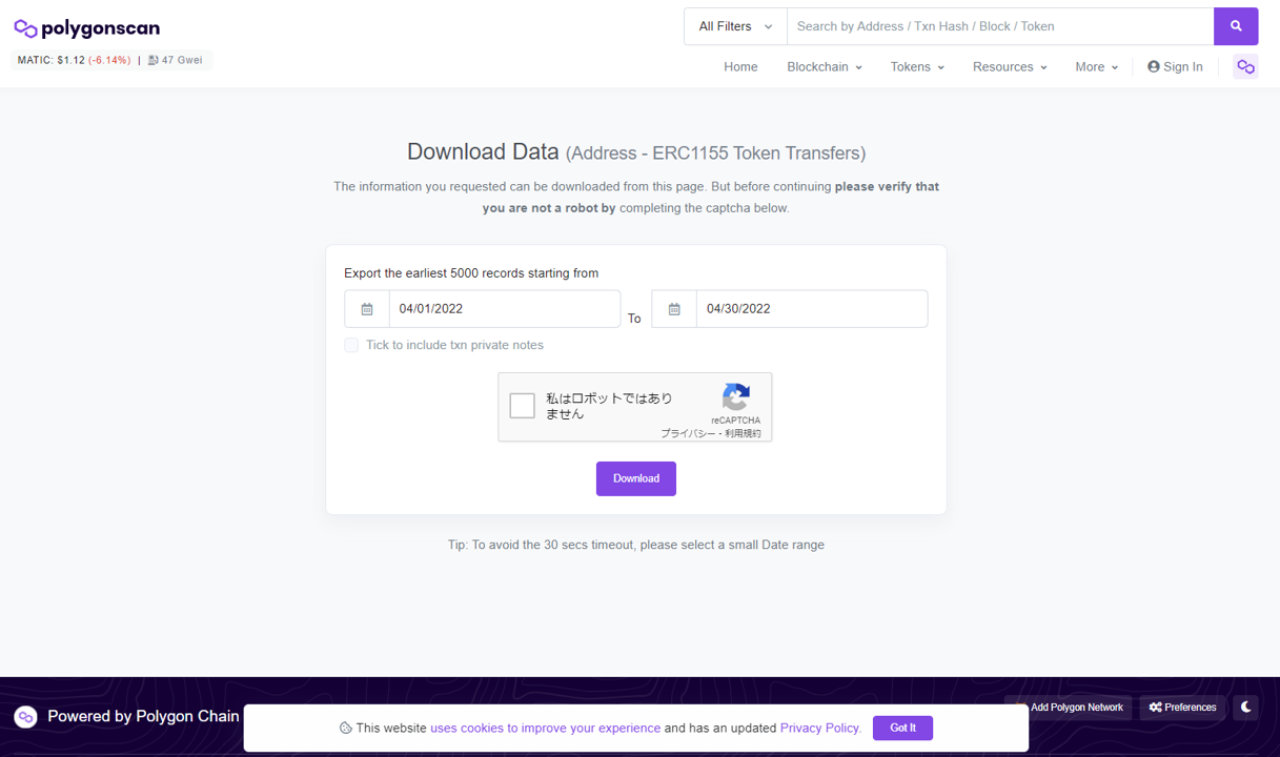 polygonscan
All Filters
Search by Address / Txn Hash / Block / Token
MATIC: $1.12 (-6.14%) | 47 Gwei
Home Blockchain Tokens Resources More Sign In
Download Data (Address - ERC1155 Token Transfers)
The information you requested can be downloaded from this page. But before continuing please verify that
you are not a robot by completing the captcha below.
Export the earliest 5000 records starting from
04/01/2022 To 04/30/2022
Tick to include txn private notes
私はロボットではあり
ません
reCAPTCHA
プライバシー・利用規約
Download
Tip: To avoid the 30 secs timeout, please select a small Date range
Powered by Polygon Chain
Add Polygon Network
Preferences
This website uses cookies to improve your experience and has an updated Privacy Policy.
Got It